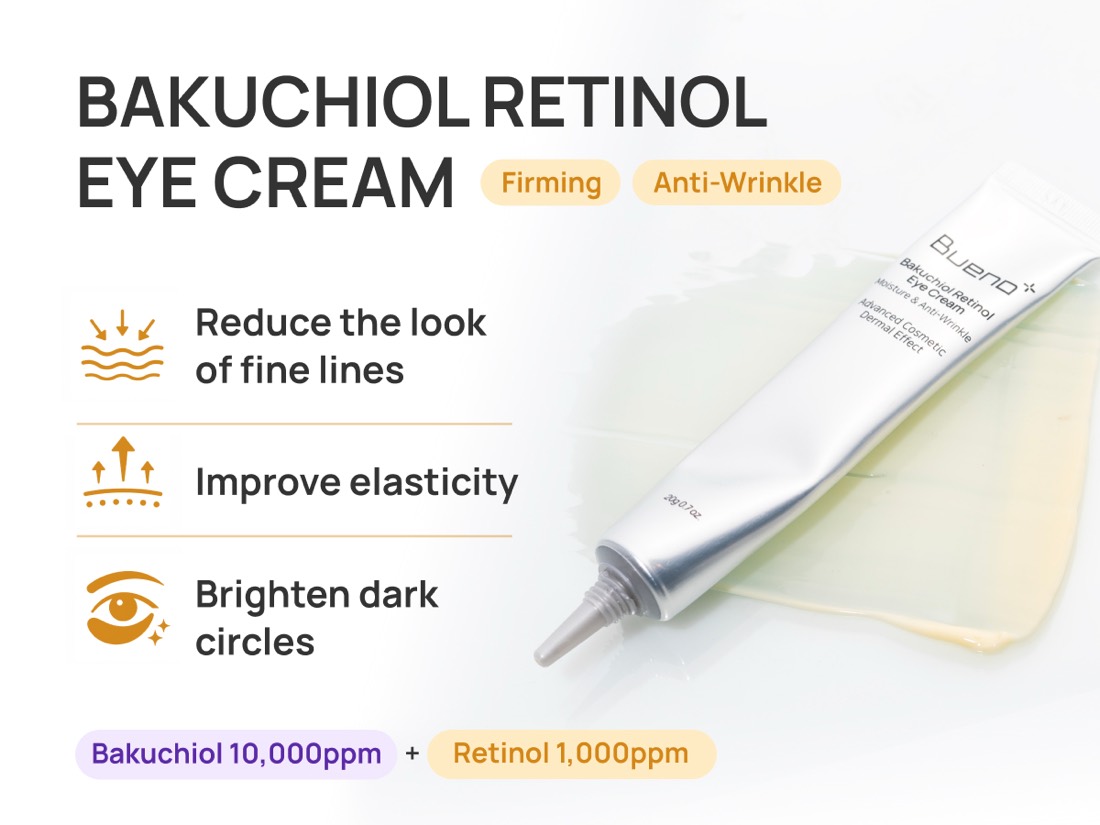 BAKUCHIOL RETINOL
EYE CREAM
Firming
Anti-Wrinkle
Reduce the look
of fine lines
Improve elasticity
Brighten dark
circles
Bakuchiol 10,000ppm + Retinol 1,000ppm
Bueno
Bakuchiol Retinol
Eye Cream
Moisture & Anti-Wrinkle
Advanced Cosmetic
Dermal Effect
20g 0.7 oz.